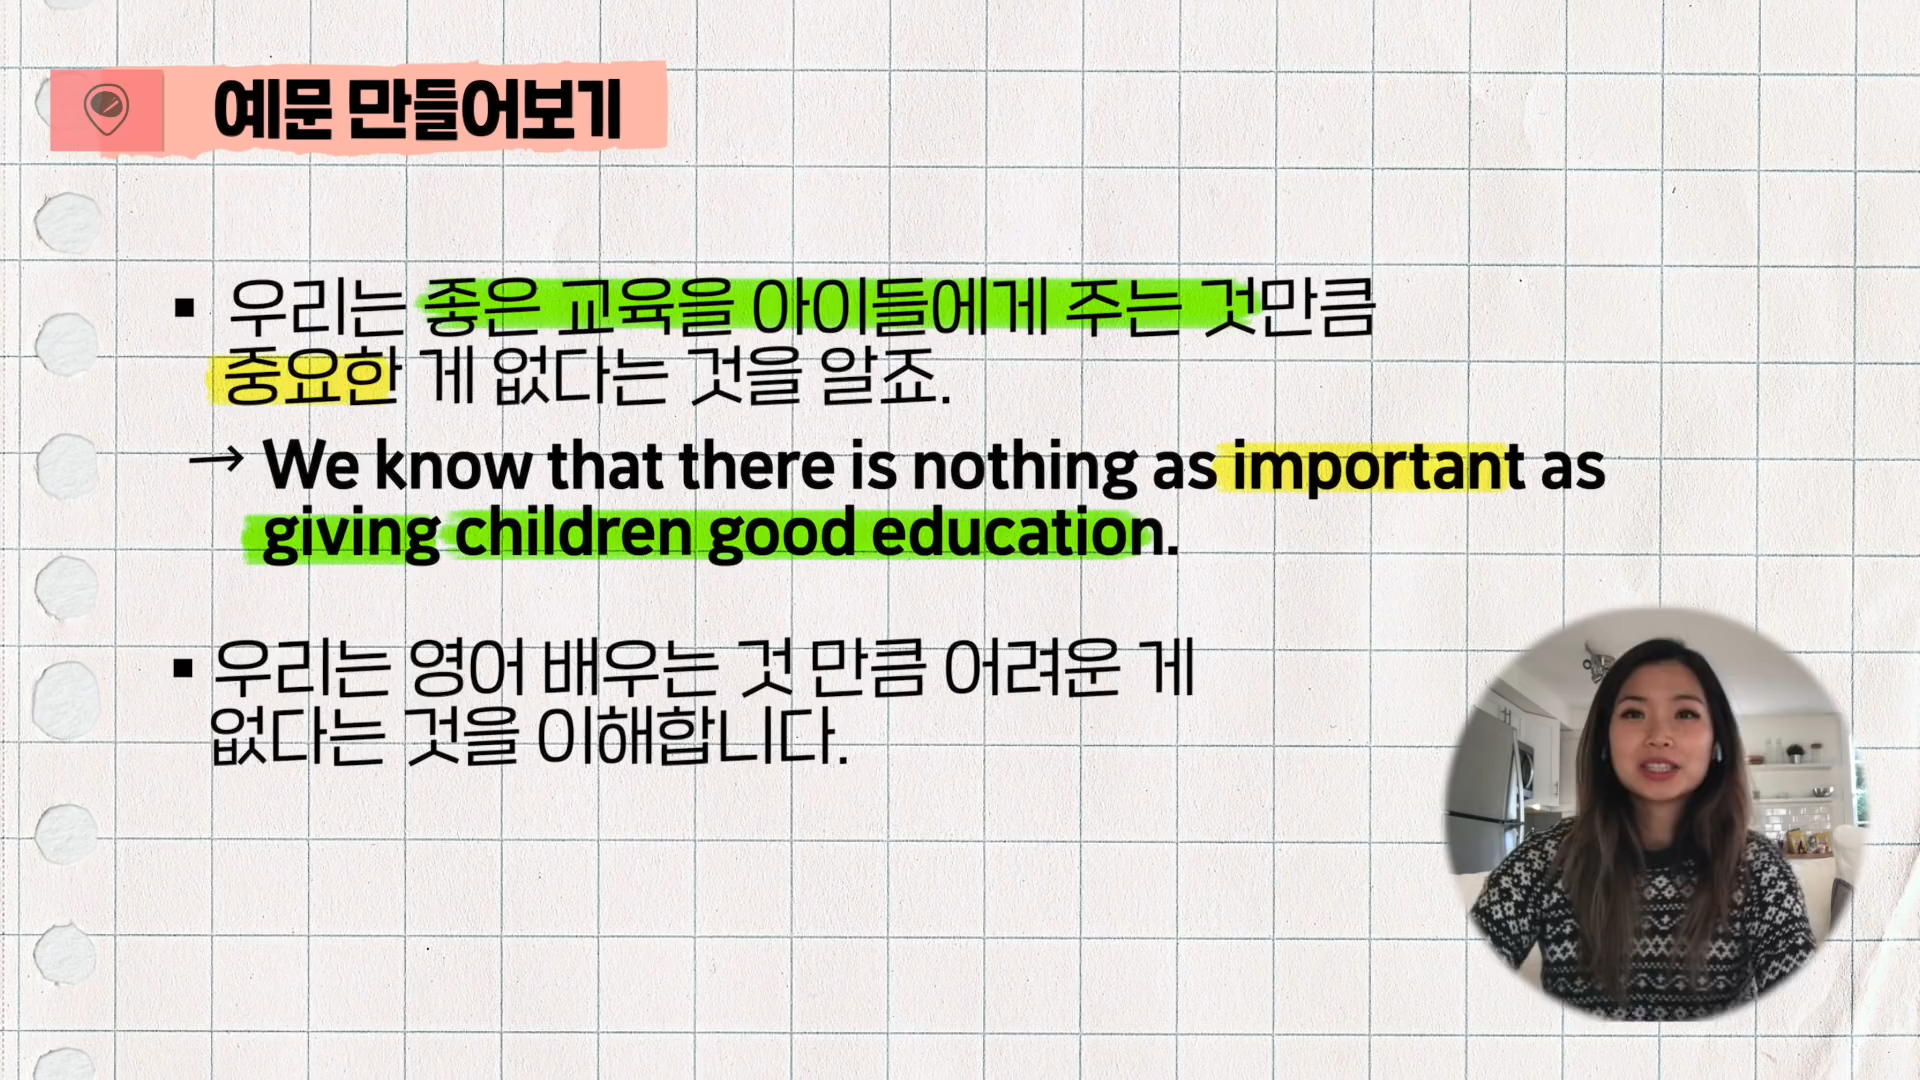 예문 만들어보기
▪ 우리는 좋은 교육을 아이들에게 주는 것만큼
중요한 게 없다는 것을 알죠.
→ We know that there is nothing as important as
giving children good education.
▪ 우리는 영어 배우는 것 만큼 어려운 게
없다는 것을 이해합니다.